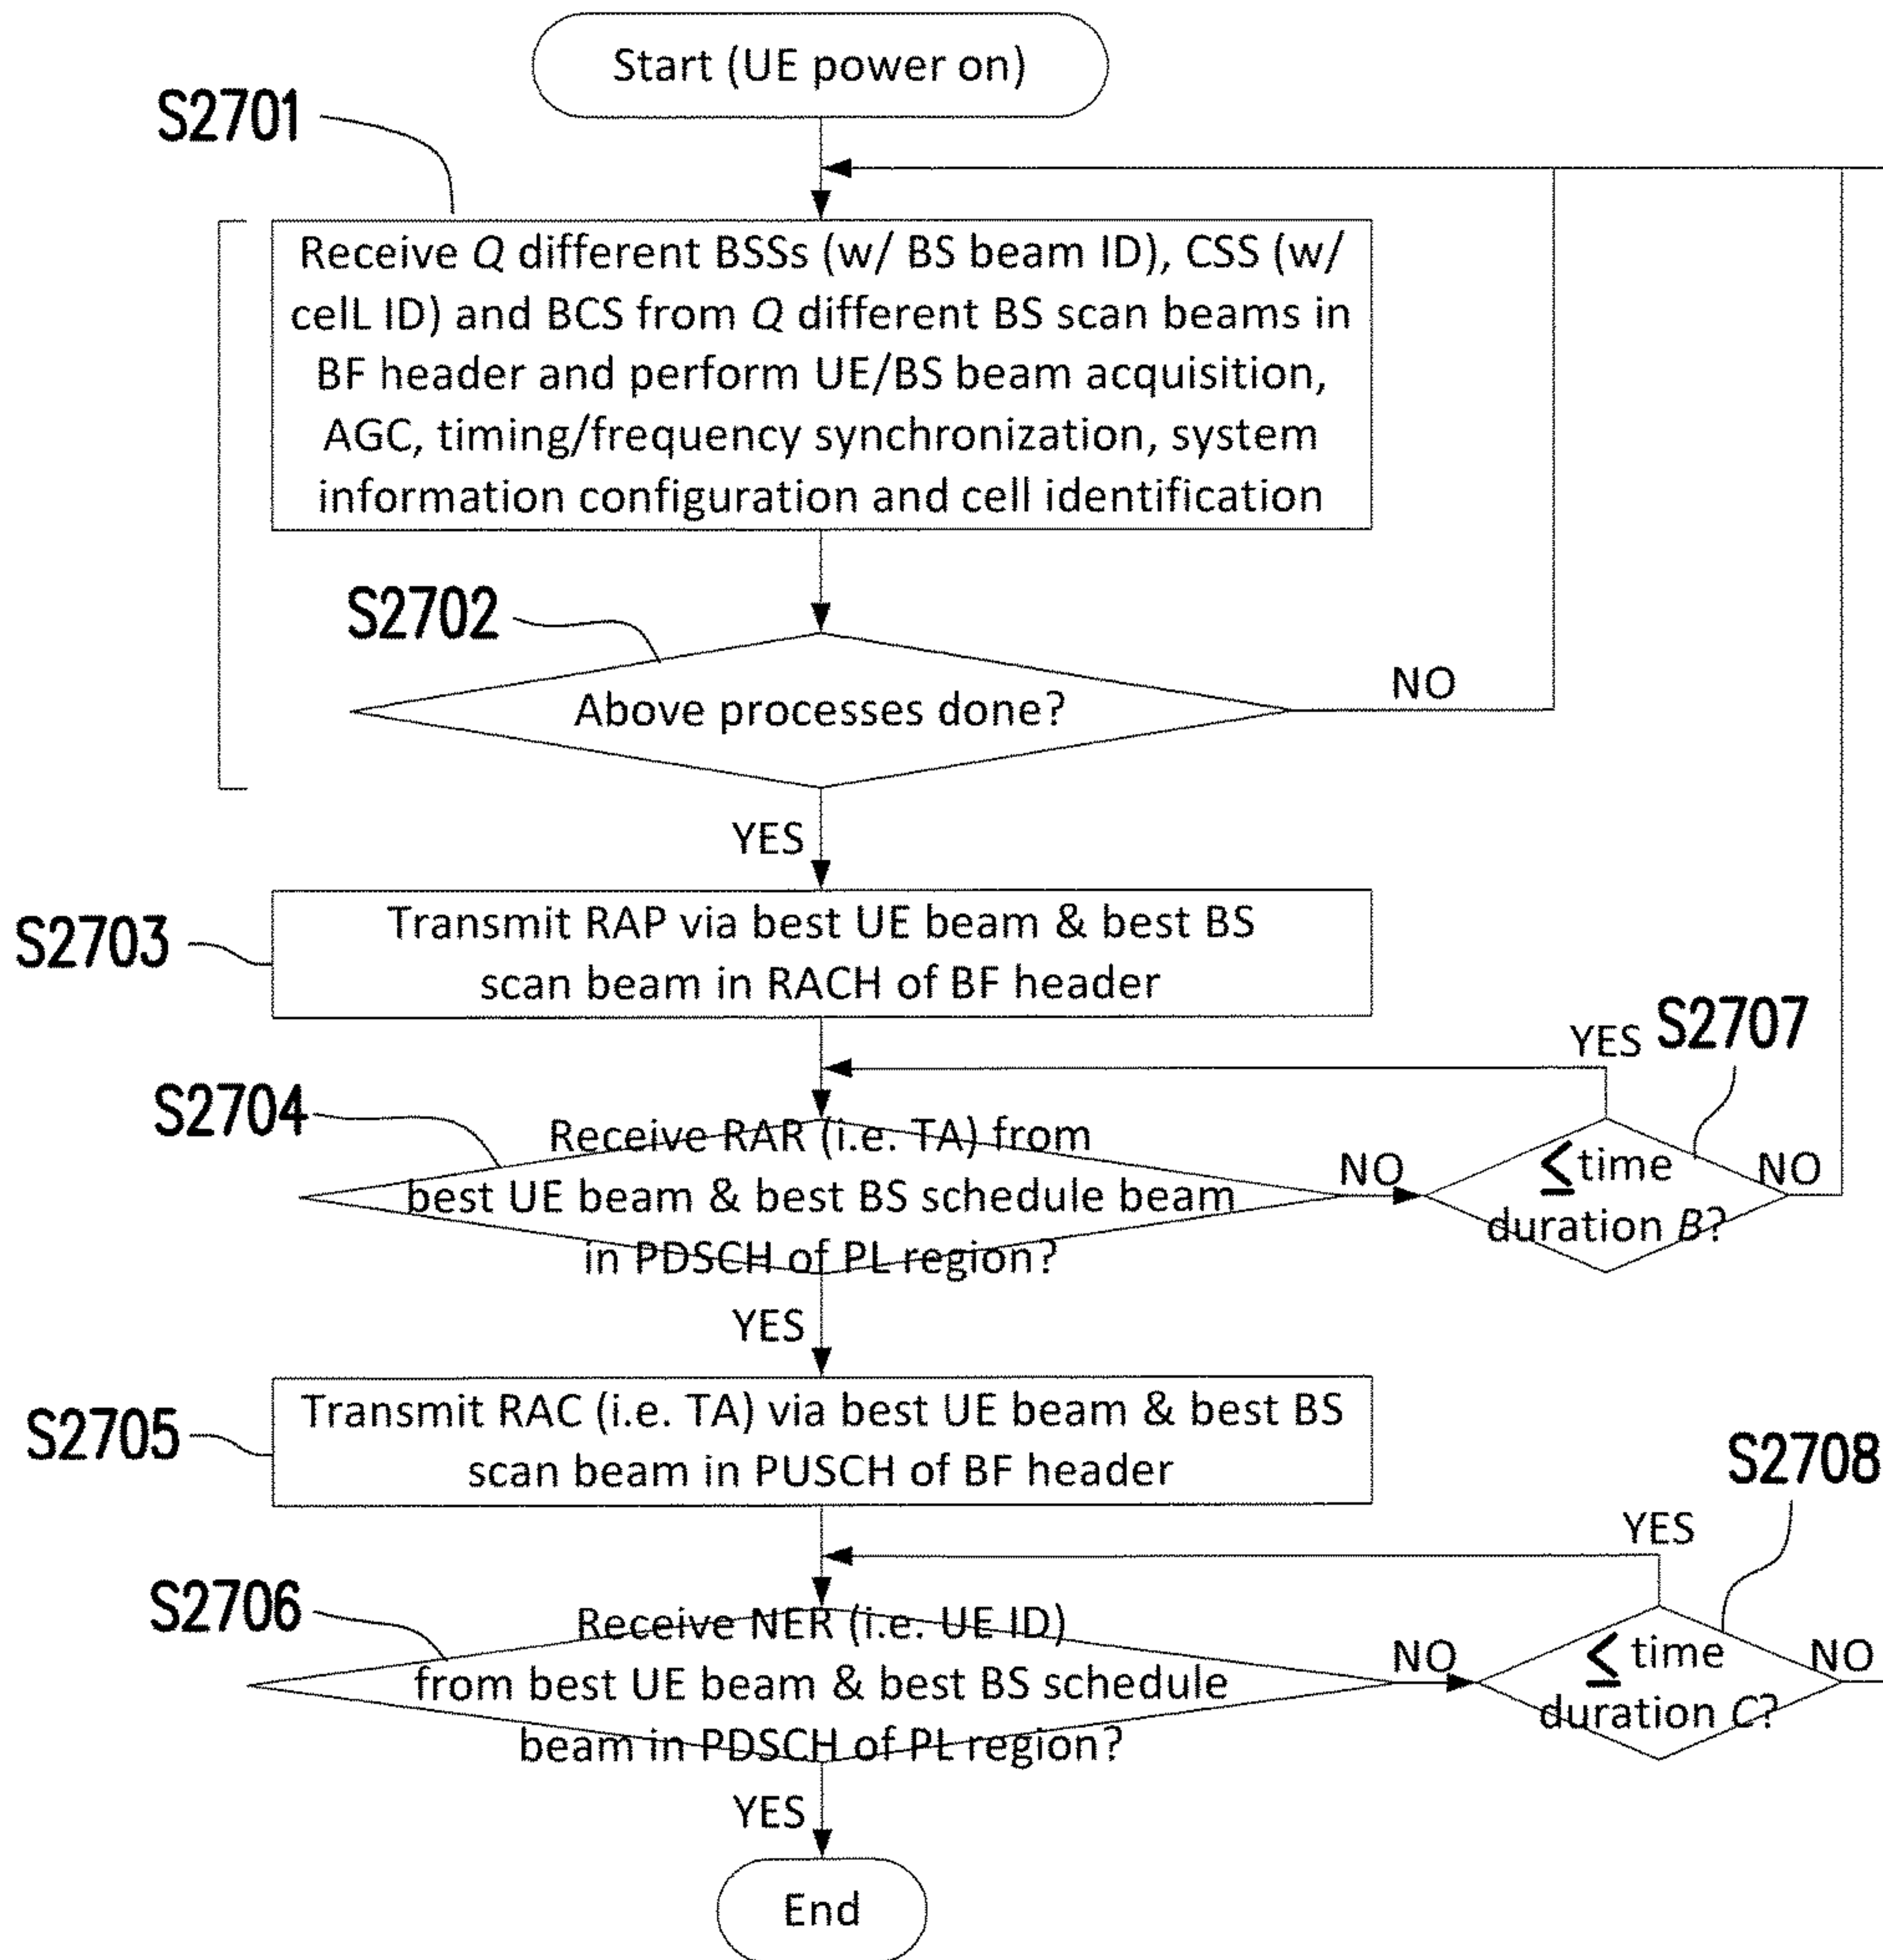 Start (UE power on)
S2701
Receive Q different BSSs (w/ BS beam ID), CSS (w/
celL ID) and BCS from Q different BS scan beams in
BF header and perform UE/BS beam acquisition,
AGC, timing/frequency synchronization, system
information configuration and cell identification
S2702
Above processes done?
NO
YES
S2703
Transmit RAP via best UE beam & best BS
scan beam in RACH of BF header
S2704
Receive RAR (i.e. TA) from
best UE beam & best BS schedule beam
in PDSCH of PL region?
NO
YES
S2707
≤time
duration B?
NO
YES
S2705
Transmit RAC (i.e. TA) via best UE beam & best BS
scan beam in PUSCH of BF header
S2706
Receive NER (i.e. UE ID)
from best UE beam & best BS schedule
beam in PDSCH of PL region?
NO
YES
S2708
≤ time
duration C?
NO
YES
End